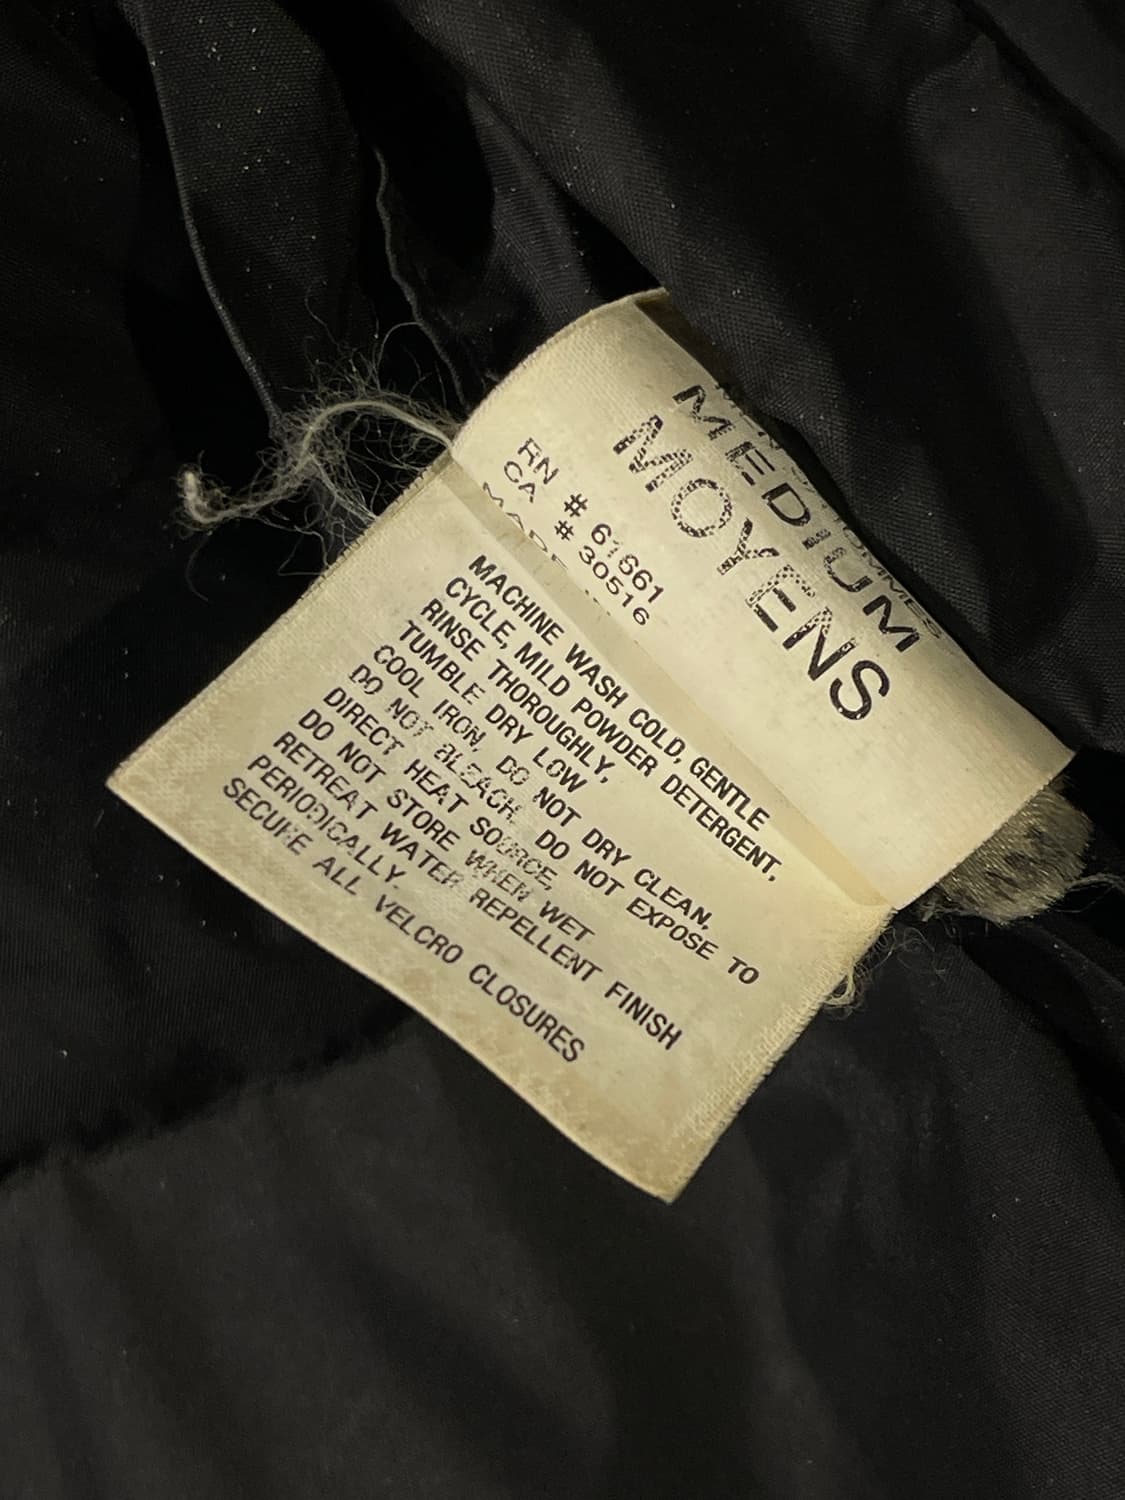 MEDIUM
MOYENS
RN #
CA # 30516
MADE
MACHINE WASH COLD, GENTLE
CYCLE, MILD POWDER DETERGENT,
RINSE THOROUGHLY,
TUMBLE DRY LOW
COOL IRON, DO NOT DRY CLEAN,
DO NOT BLEACH. DO NOT EXPOSE TO
DIRECT HEAT SOURCE,
DO NOT STORE WHEN WET
RETREAT WATER REPELLENT FINISH
PERIODICALLY.
SECURE ALL VELCRO CLOSURES